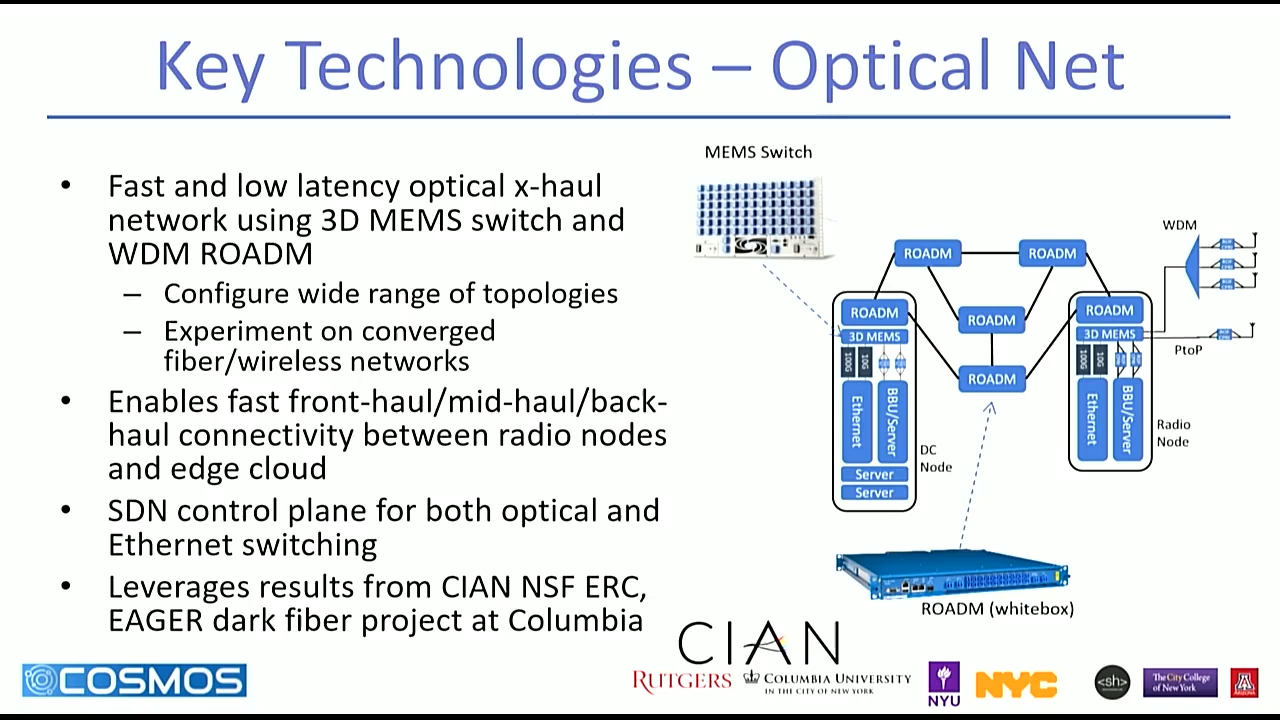 Key Technologies – Optical Net
• Fast and low latency optical x-haul
network using 3D MEMS switch and
WDM ROADM
– Configure wide range of topologies
– Experiment on converged
fiber/wireless networks
• Enables fast front-haul/mid-haul/back-
haul connectivity between radio nodes
and edge cloud
• SDN control plane for both optical and
Ethernet switching
• Leverages results from CIAN NSF ERC,
EAGER dark fiber project at Columbia
MEMS Switch
ROADM
ROADM
ROADM
ROADM
ROADM
3D MEMS
100G
10G
Ethernet
BBU/Server
Server
Server
DC
Node
ROADM
3D MEMS
100G
10G
Ethernet
BBU/Server
Radio
Node
WDM
PtoP
ROADM (whitebox)
COSMOS
CIAN
RUTGERS
COLUMBIA UNIVERSITY
IN THE CITY OF NEW YORK
NYU
NYC
<sh>
The City College
of New York
A
ARIZONA